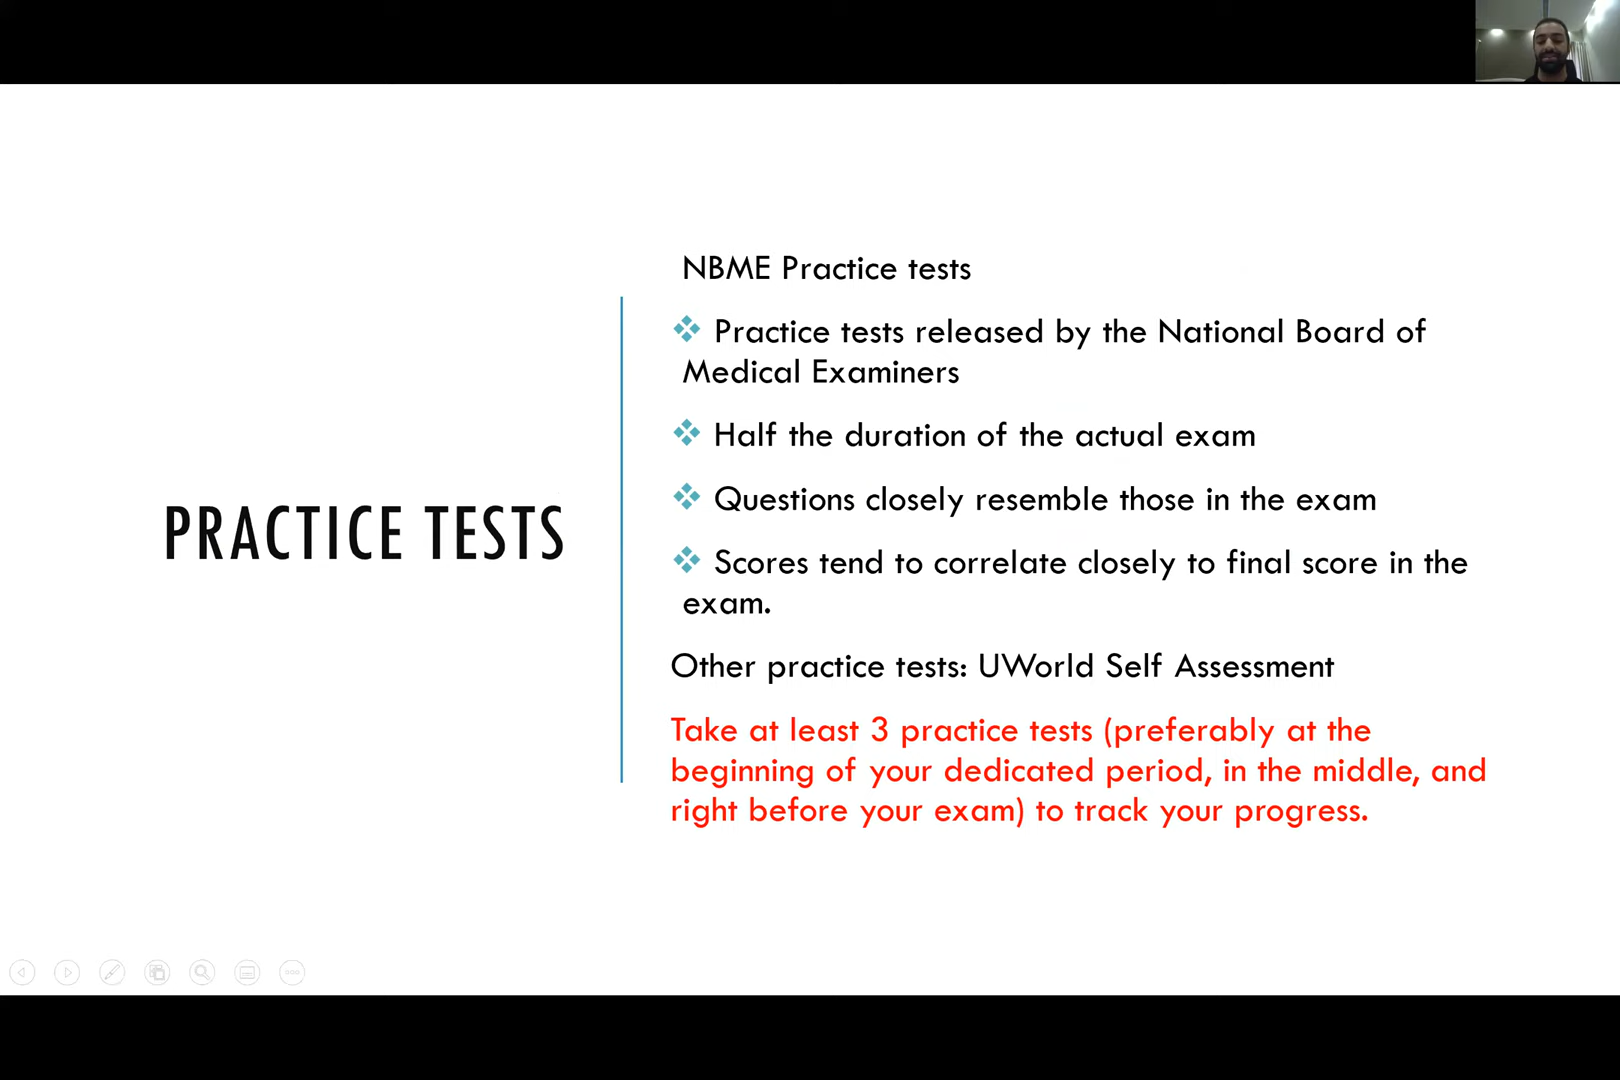 NBME Practice tests
Practice tests released by the National Board of
Medical Examiners
Half the duration of the actual exam
Questions closely resemble those in the exam
PRACTICE TESTS
Scores tend to correlate closely to final score in the
exam.
Other practice tests: UWorld Self Assessment
Take at least 3 practice tests (preferably at the
beginning of your dedicated period, in the middle, and
right before your exam) to track your progress.